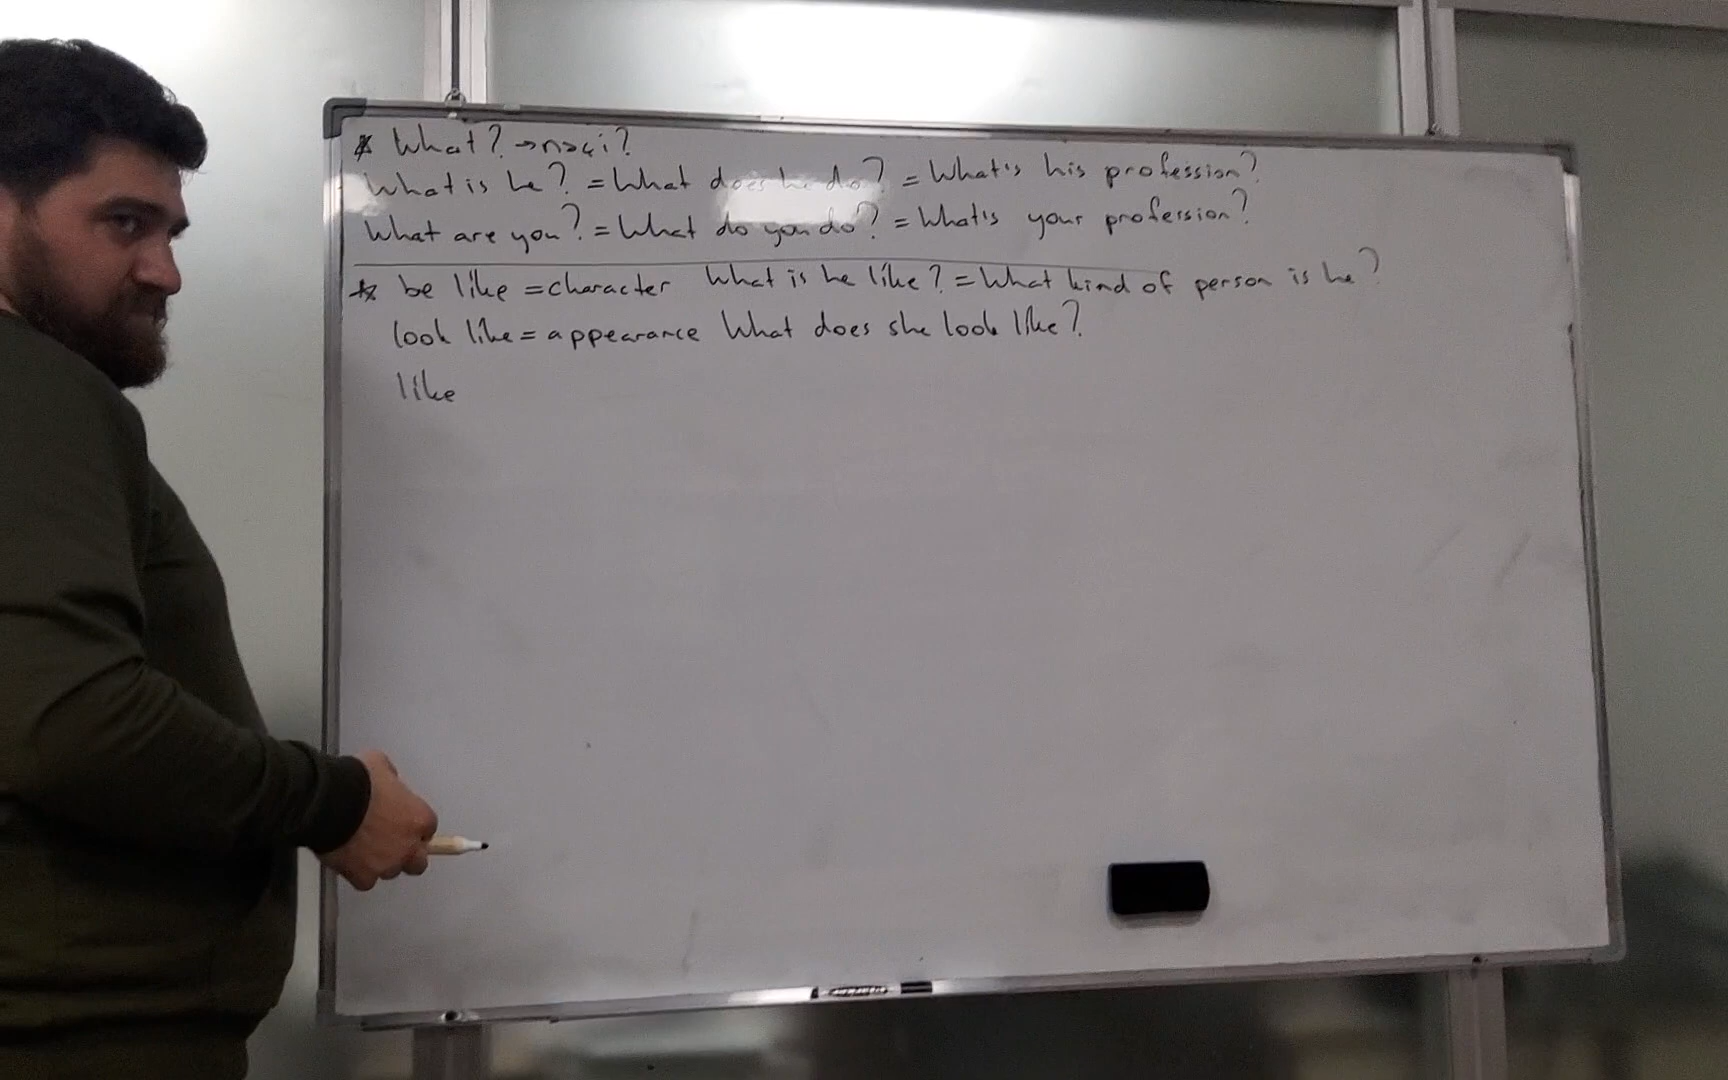 * What? → nəçi?
What is he? = What does he do? = What's his profession?
What are you? = What do you do? = What's your profession?
* be like = character What is he like? = What kind of person is he?
look like = appearance What does she look like?
like